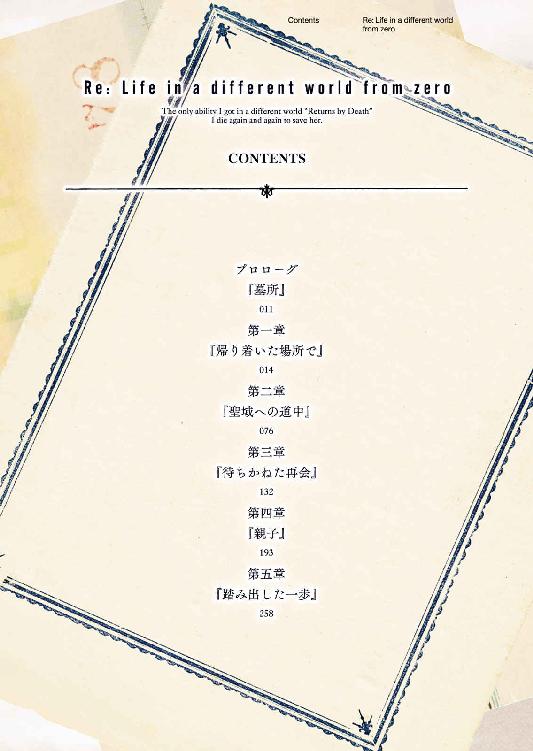 Contents
Re: Life in a different world
from zero
Re: Life in a different world from zero
The only ability I got in a different world "Returns by Death"
I die again and again to save her.
CONTENTS
プロローグ
『墓所』
011
第一章
『帰り着いた場所で』
014
第二章
『聖域への道中』
076
第三章
『待ちかねた再会』
132
第四章
『親子』
193
第五章
『踏み出した一歩』
258